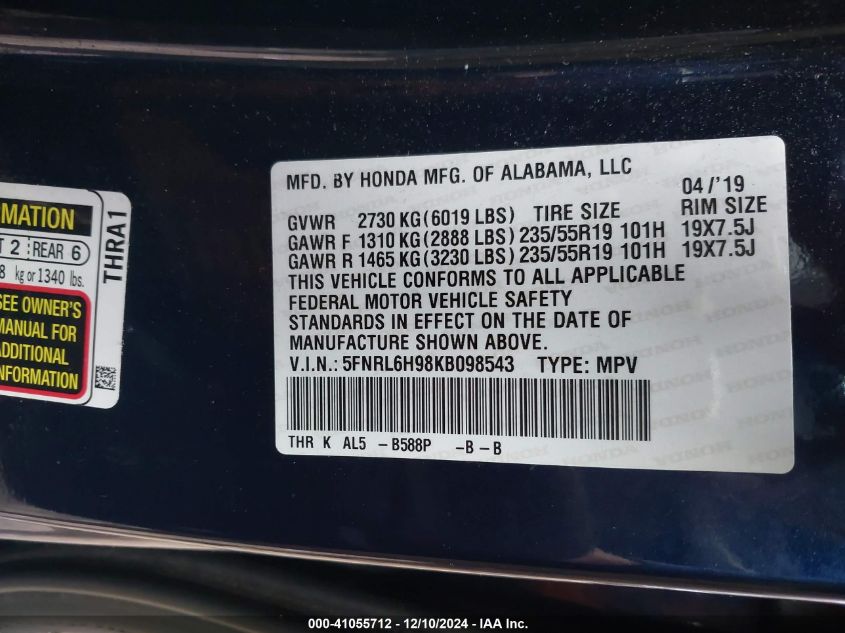 MFD. BY HONDA MFG. OF ALABAMA, LLC
04/'19
GVWR 2730 KG(6019 LBS) TIRE SIZE RIM SIZE
GAWR F 1310 KG(2888 LBS) 235/55R19 101H 19X7.5J
GAWR R 1465 KG(3230 LBS) 235/55R19 101H 19X7.5J
THIS VEHICLE CONFORMS TO ALL APPLICABLE
FEDERAL MOTOR VEHICLE SAFETY
STANDARDS IN EFFECT ON THE DATE OF
MANUFACTURE SHOWN ABOVE.
V.I.N.: 5FNRL6H98KB098543 TYPE: MPV
THR K AL5 -B588P -B-B
MATION
T 2 REAR 6
8 kg or 1340 lbs.
SEE OWNER'S
MANUAL FOR
ADDITIONAL
INFORMATION
THRA1
000-41055712 - 12/10/2024 - IAA Inc.